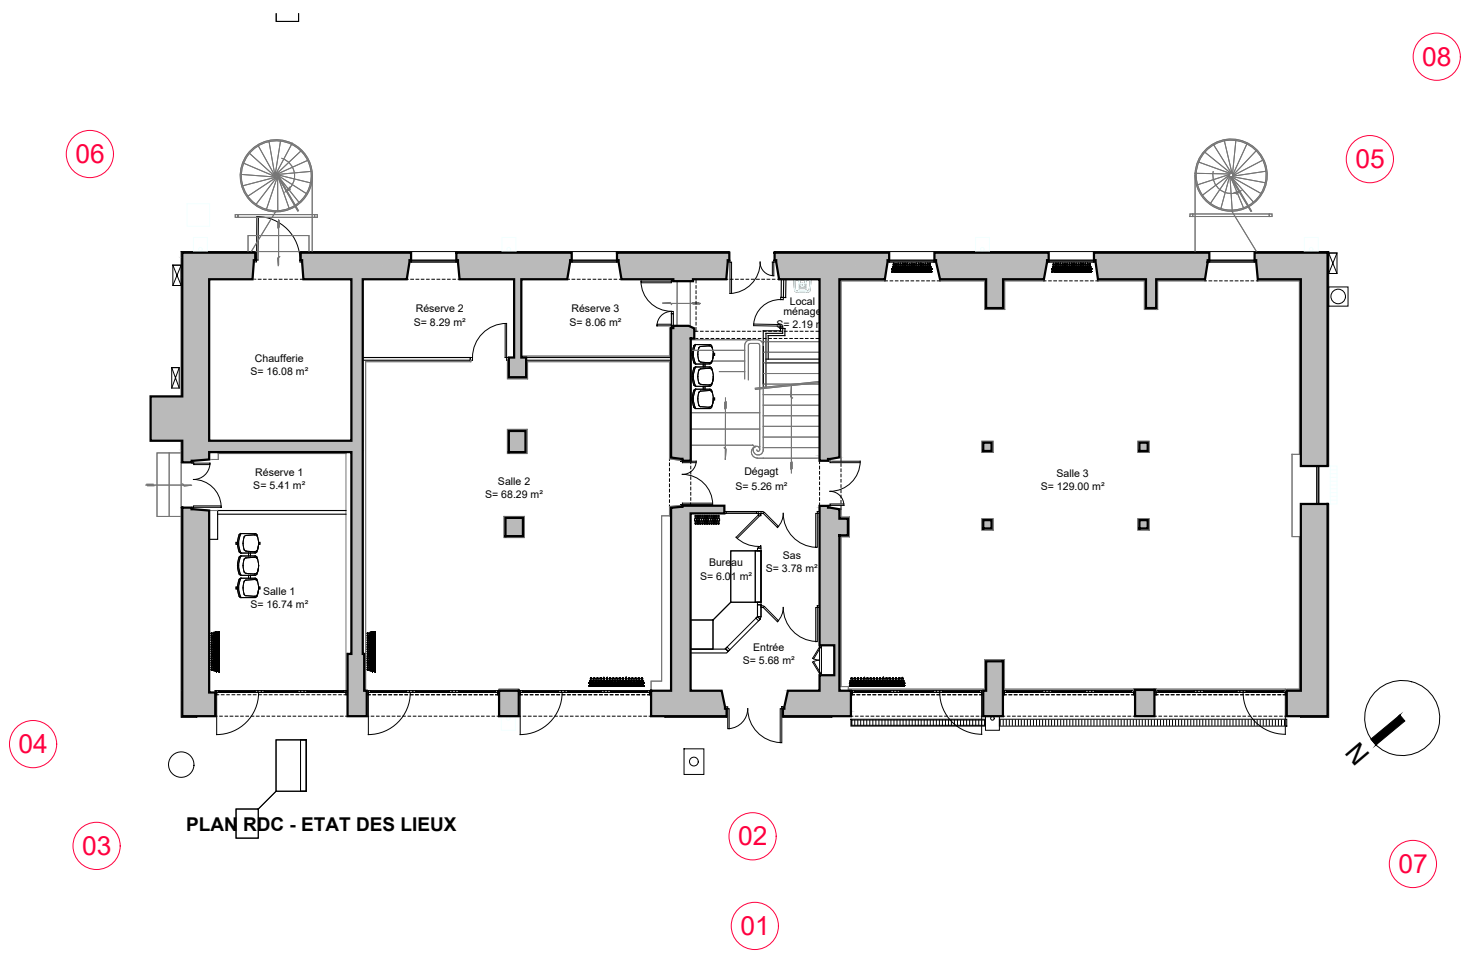 08
06
05
Réserve 2
S= 8.29 m²
Réserve 3
S= 8.06 m²
Local
ménage
S= 2.19 m
Chaufferie
S= 16.08 m²
Réserve 1
S= 5.41 m²
Salle 2
S= 68.29 m²
Dégagt
S= 5.26 m²
Salle 3
S= 129.00 m²
Bureau
S= 6.01 m²
Sas
S= 3.78 m²
Salle 1
S= 16.74 m²
Entrée
S= 5.68 m²
N
04
PLAN RDC - ETAT DES LIEUX
03
02
07
01